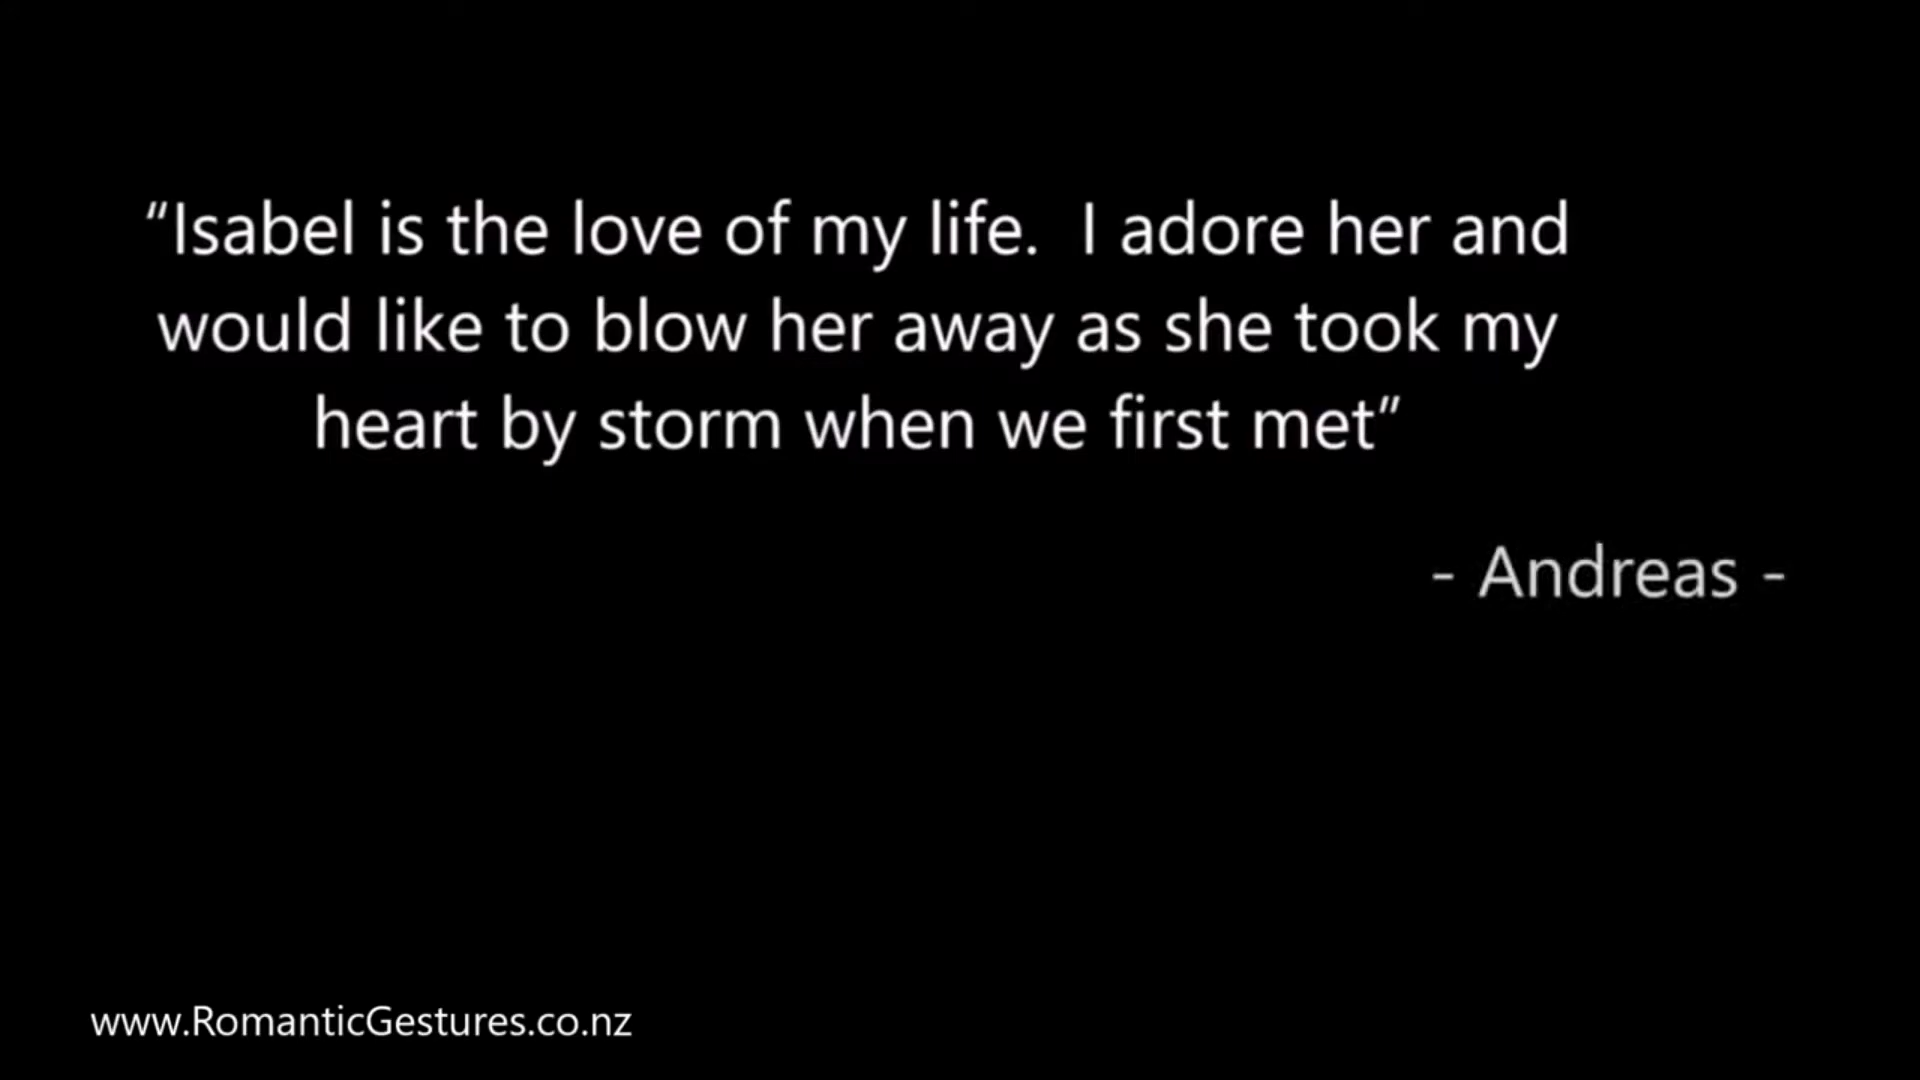 “Isabel is the love of my life.  I adore her and
would like to blow her away as she took my
heart by storm when we first met”
- Andreas -
www.RomanticGestures.co.nz